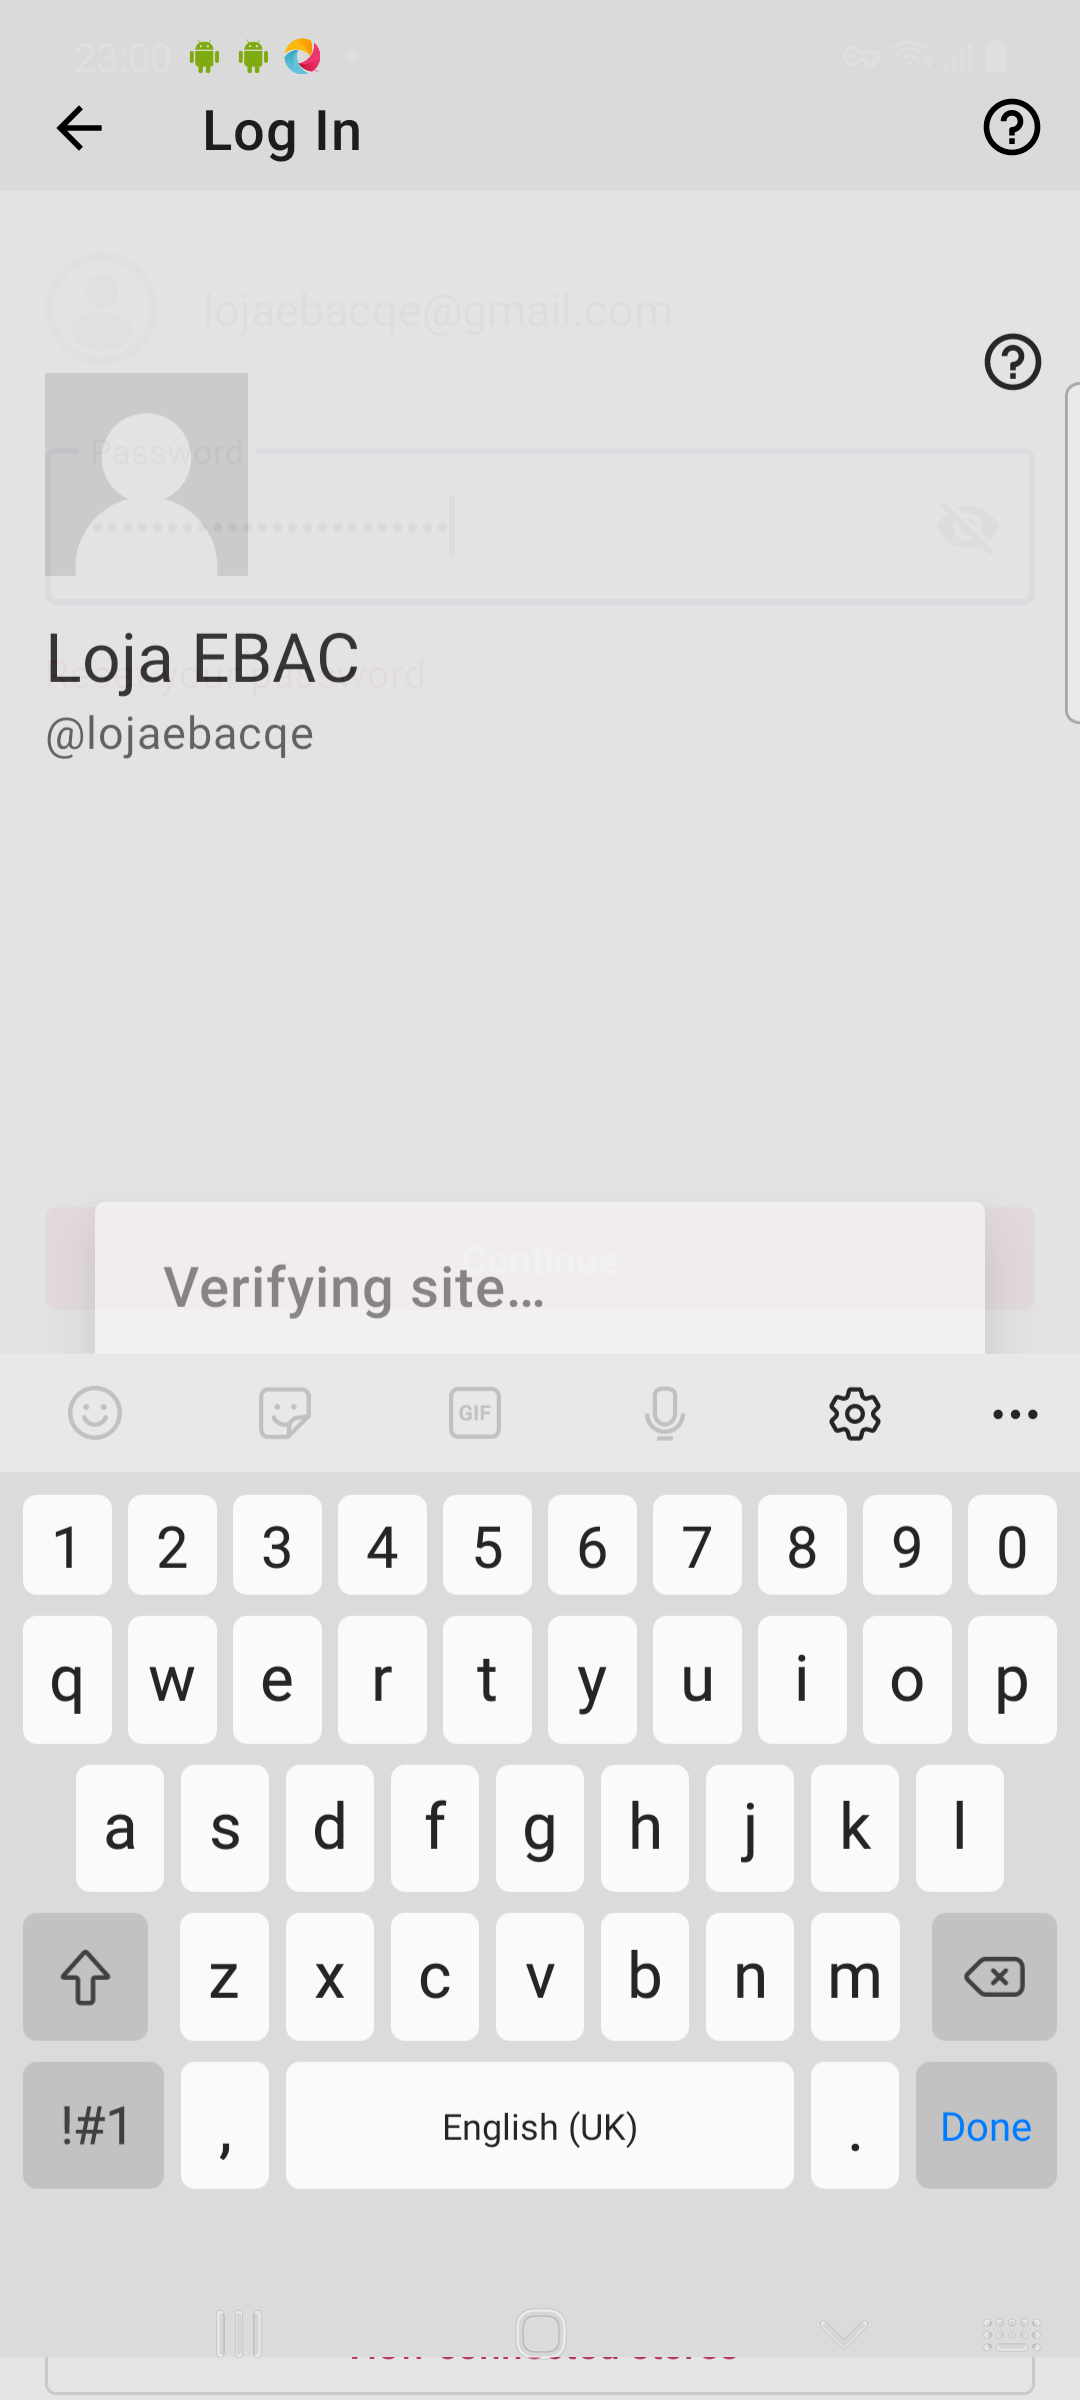 23:00
Log In
lojaebacqe@gmail.com
Password
Loja EBAC
Reset your password
@lojaebacqe
Continue
Verifying site...
GIF
1 2 3 4 5 6 7 8 9 0
q w e r t y u i o p
a s d f g h j k l
z x c v b n m
!#1 , English (UK) . Done
View connected stores